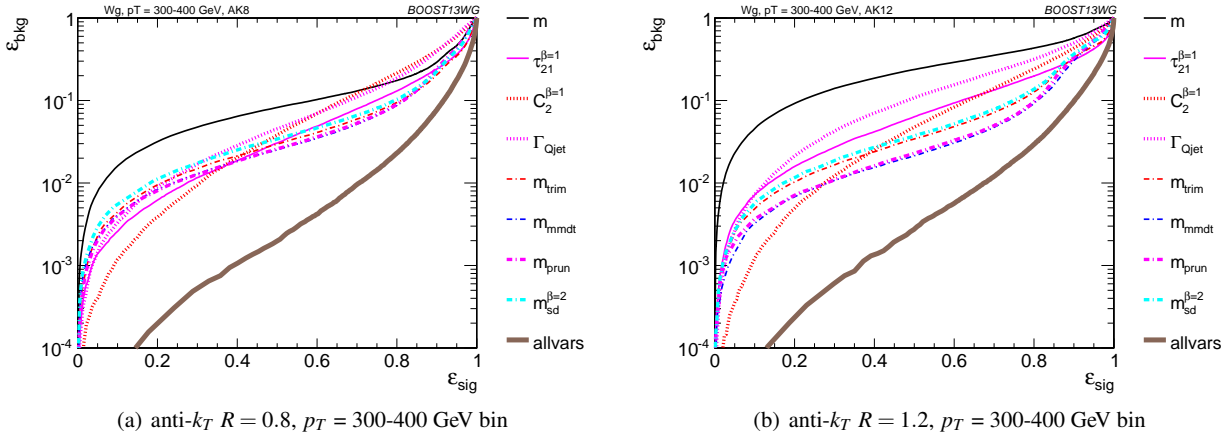 Wg, pT = 300-400 GeV, AK8
BOOST13WG
ε_bkg
1
10^-1
10^-2
10^-3
10^-4
0 0.2 0.4 0.6 0.8 1
ε_sig
m
τ_21^β=1
C_2^β=1
Γ_Qjet
m_trim
m_mmdt
m_prun
m_sd^β=2
allvars
(a) anti-k_T R = 0.8, p_T = 300-400 GeV bin
Wg, pT = 300-400 GeV, AK12
BOOST13WG
ε_bkg
1
10^-1
10^-2
10^-3
10^-4
0 0.2 0.4 0.6 0.8 1
ε_sig
m
τ_21^β=1
C_2^β=1
Γ_Qjet
m_trim
m_mmdt
m_prun
m_sd^β=2
allvars
(b) anti-k_T R = 1.2, p_T = 300-400 GeV bin